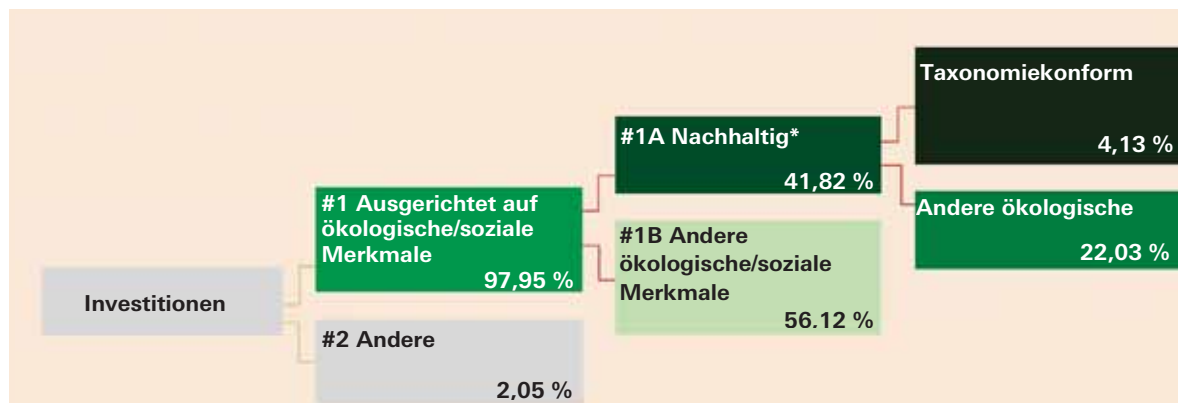 Investitionen
#1 Ausgerichtet auf
ökologische/soziale
Merkmale
97,95 %
#2 Andere
2,05 %
#1A Nachhaltig*
41,82 %
#1B Andere
ökologische/soziale
Merkmale
56,12 %
Taxonomiekonform
4,13 %
Andere ökologische
22,03 %